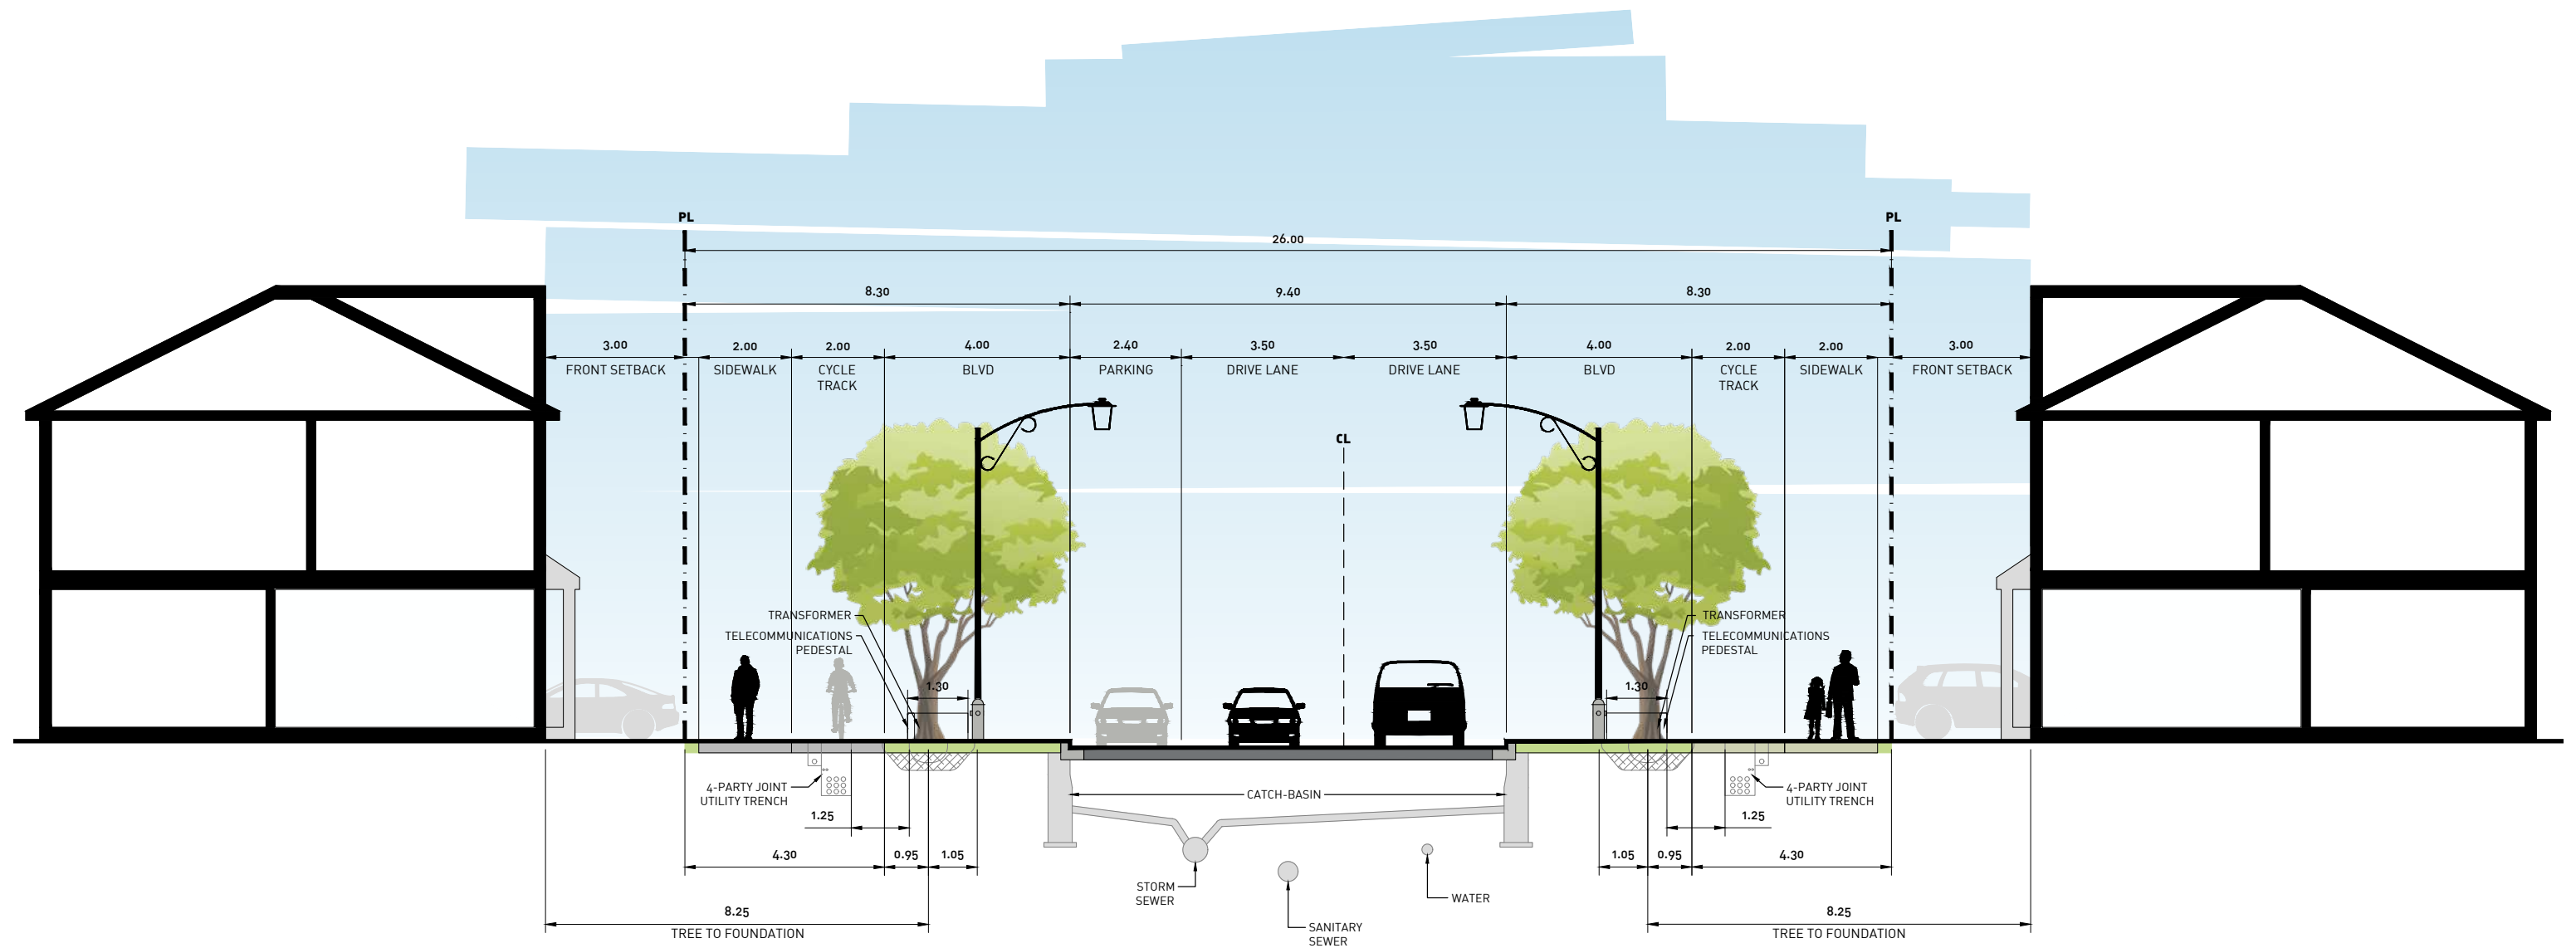 PL
PL
26.00
8.30
9.40
8.30
3.00
2.00
2.00
4.00
2.40
3.50
3.50
4.00
2.00
2.00
3.00
FRONT SETBACK
SIDEWALK
CYCLE
TRACK
BLVD
PARKING
DRIVE LANE
DRIVE LANE
BLVD
CYCLE
TRACK
SIDEWALK
FRONT SETBACK
CL
TRANSFORMER
TELECOMMUNICATIONS
PEDESTAL
TRANSFORMER
TELECOMMUNICATIONS
PEDESTAL
1.30
1.30
4-PARTY JOINT
UTILITY TRENCH
CATCH-BASIN
4-PARTY JOINT
UTILITY TRENCH
1.25
1.25
4.30
0.95
1.05
1.05
0.95
4.30
STORM
SEWER
WATER
SANITARY
SEWER
8.25
TREE TO FOUNDATION
8.25
TREE TO FOUNDATION